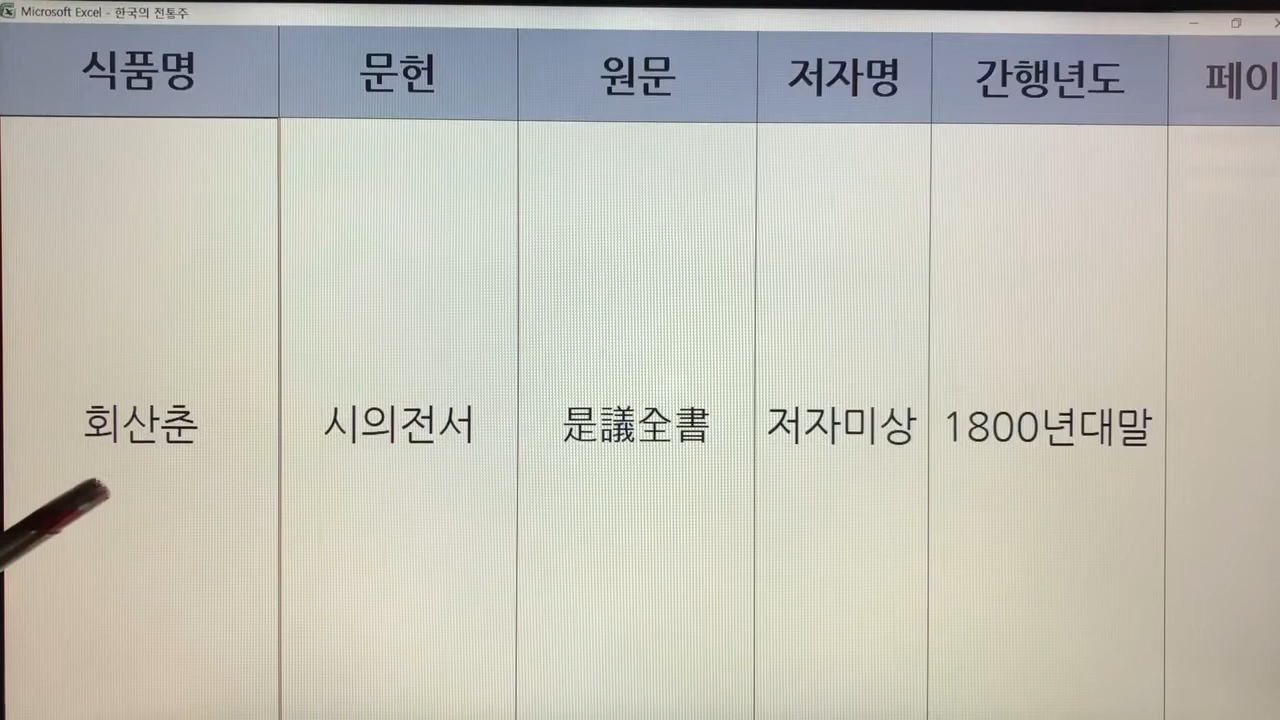 Microsoft Excel - 한국의 전통주
식품명 문헌 원문 저자명 간행년도 페이
회산춘 시의전서 是議全書 저자미상 1800년대말